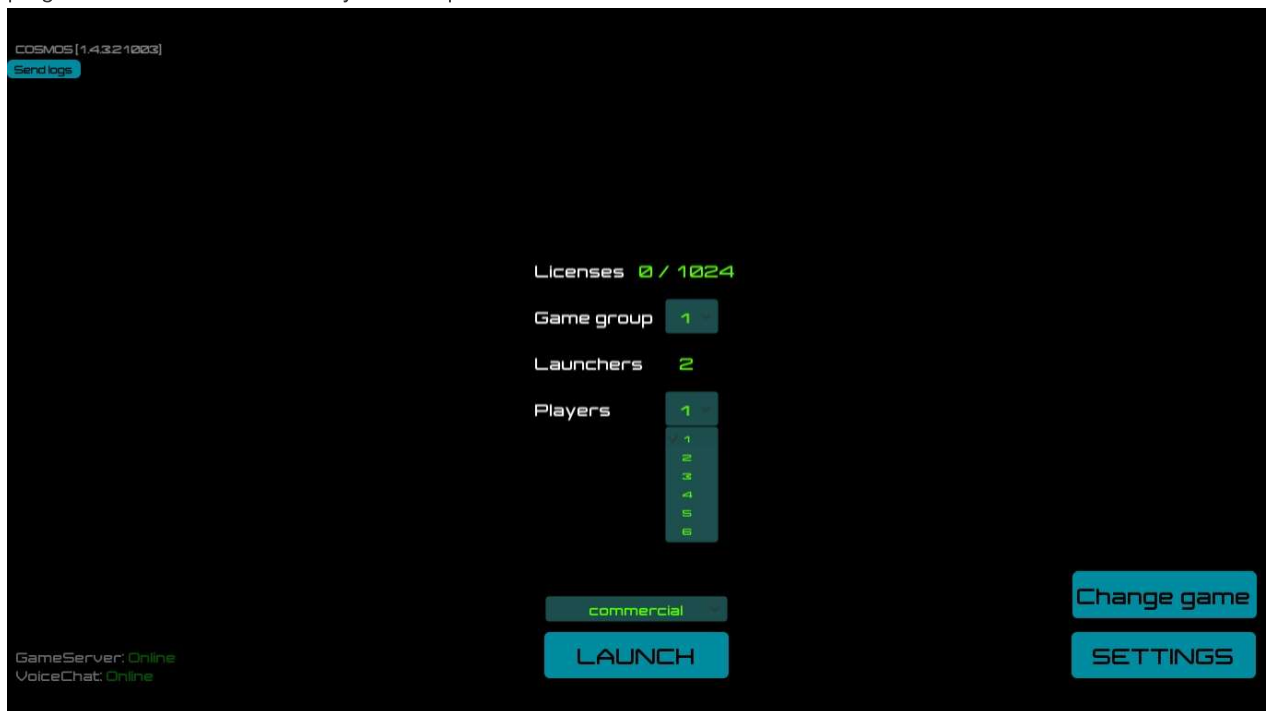 COSMOS [1.4.3.21003]
Send logs
Licenses 0 / 1024
Game group 1
Launchers 2
Players 1
1
2
3
4
5
6
commercial
Change game
LAUNCH
SETTINGS
GameServer: Online
VoiceChat: Online